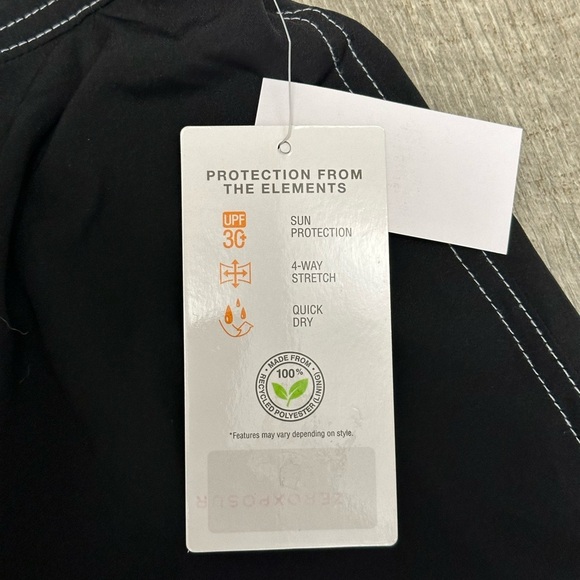 PROTECTION FROM
THE ELEMENTS
UPF
30
SUN
PROTECTION
4-WAY
STRETCH
QUICK
DRY
• MADE FROM •
100%
RECYCLED POLYESTER (LINING)
*Features may vary depending on style.
ZEROXPOSUR